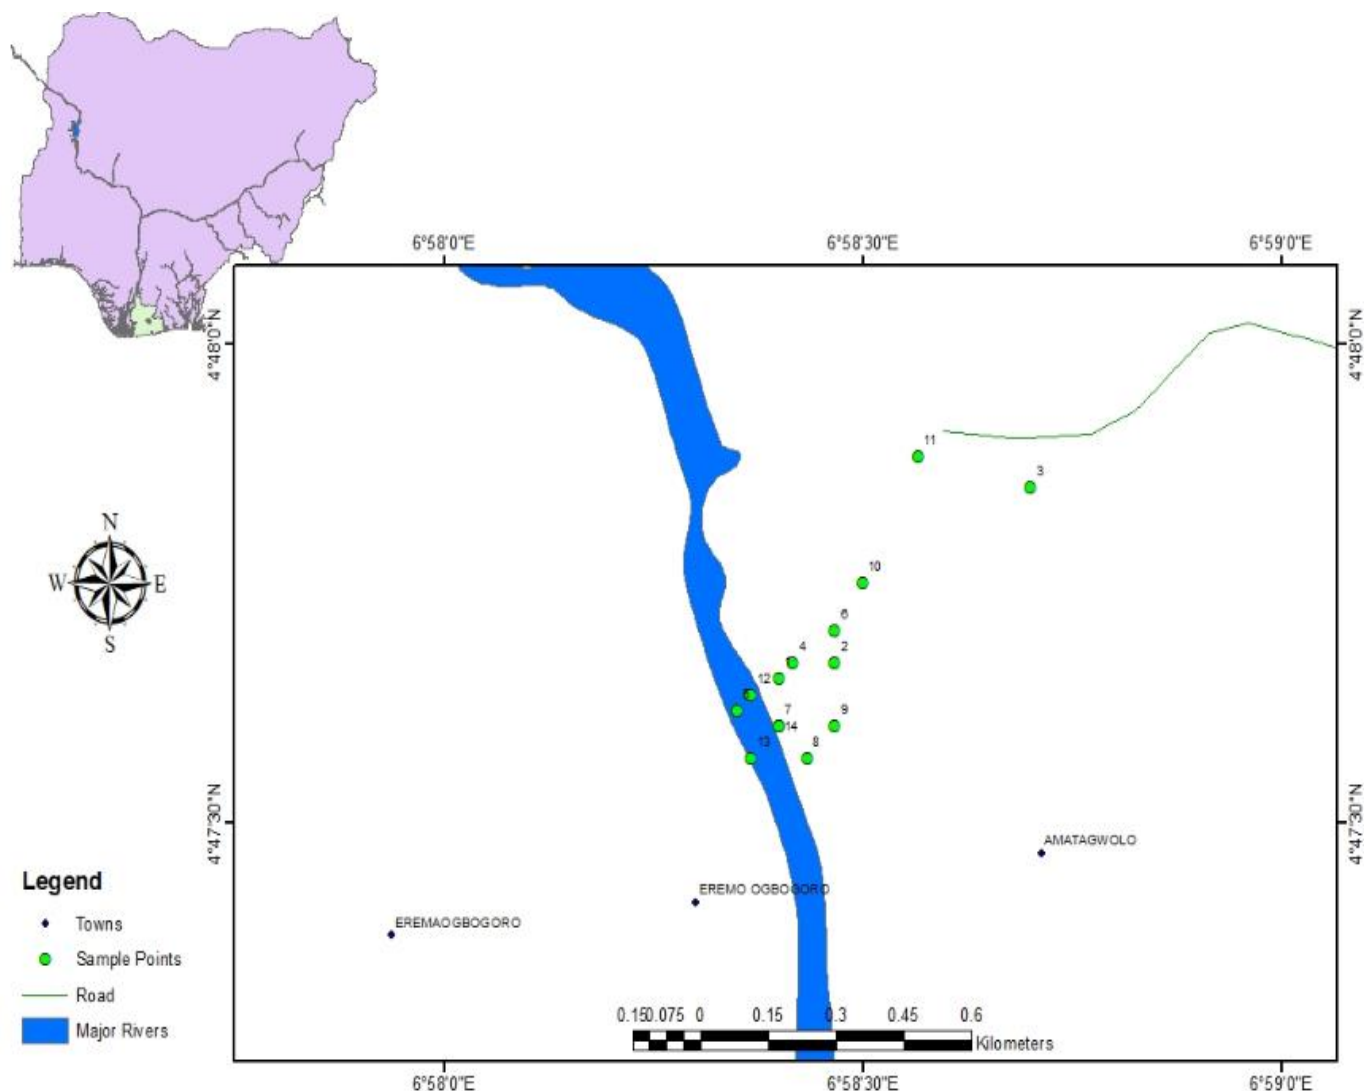 6°58'0"E
6°58'30"E
6°59'0"E
4°48'0"N
4°48'0"N
11
3
N
W
E
S
10
6
4
2
12
7
9
14
13
8
4°47'30"N
4°47'30"N
AMATAGWOLO
EREMO OGBOGORO
EREMAOGBOGORO
Legend
Towns
Sample Points
Road
Major Rivers
0.15
0.075
0
0.15
0.3
0.45
0.6
Kilometers
6°58'0"E
6°58'30"E
6°59'0"E